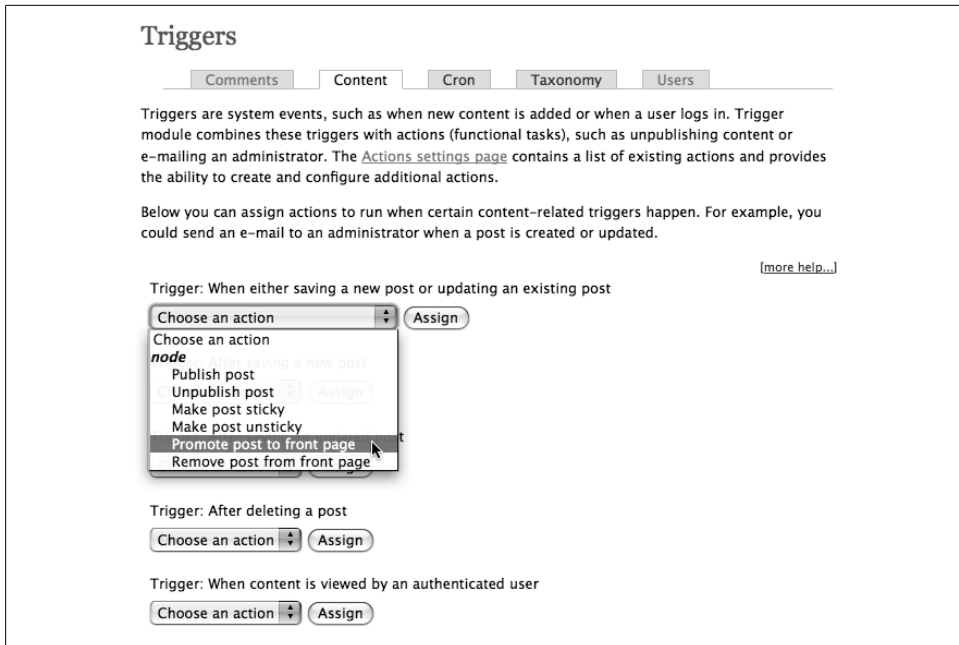 Triggers
Comments Content Cron Taxonomy Users
Triggers are system events, such as when new content is added or when a user logs in. Trigger
module combines these triggers with actions (functional tasks), such as unpublishing content or
e-mailing an administrator. The Actions settings page contains a list of existing actions and provides
the ability to create and configure additional actions.
Below you can assign actions to run when certain content-related triggers happen. For example, you
could send an e-mail to an administrator when a post is created or updated.
[more help...]
Trigger: When either saving a new post or updating an existing post
Choose an action Assign
Choose an action
node
After saving a new post
Publish post
Unpublish post Assign
Make post sticky
Make post unsticky
Promote post to front page
Remove post from front page
Trigger: After deleting a post
Choose an action Assign
Trigger: When content is viewed by an authenticated user
Choose an action Assign